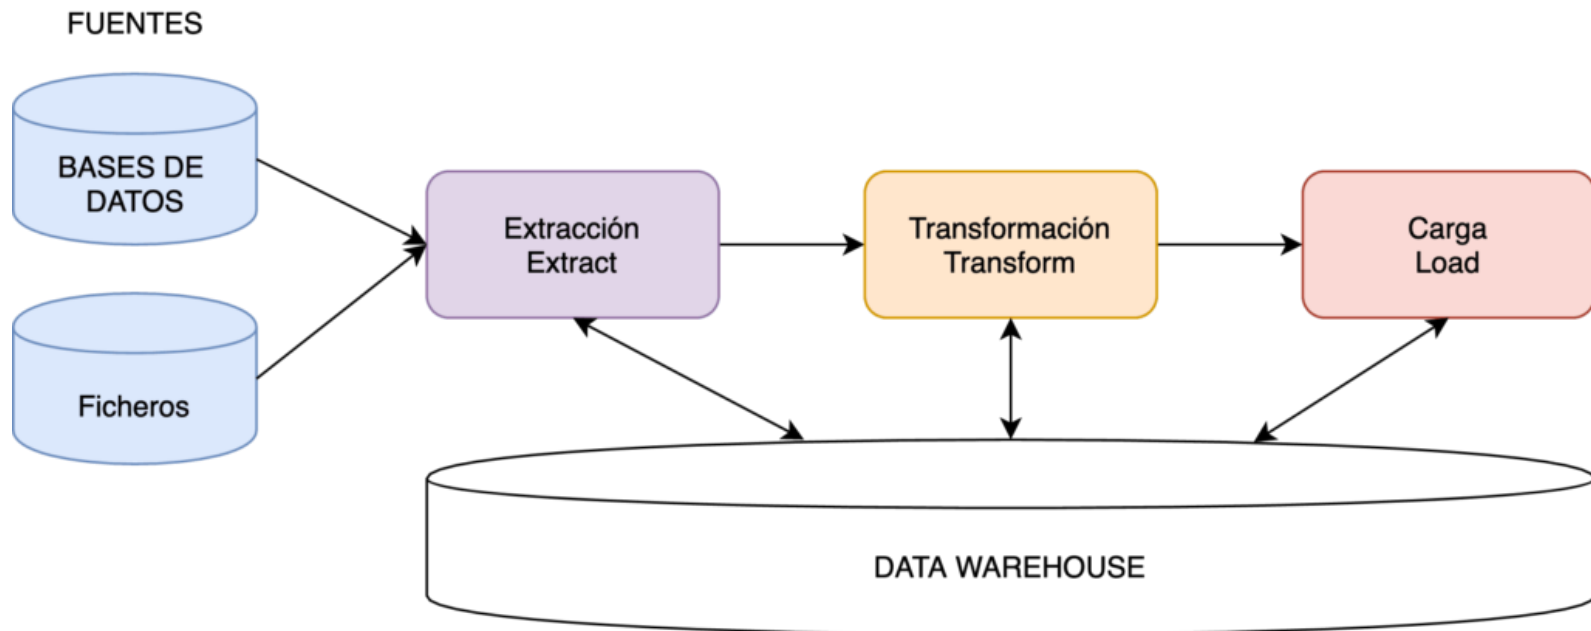 FUENTES
BASES DE
DATOS
Ficheros
Extracción
Extract
Transformación
Transform
Carga
Load
DATA WAREHOUSE